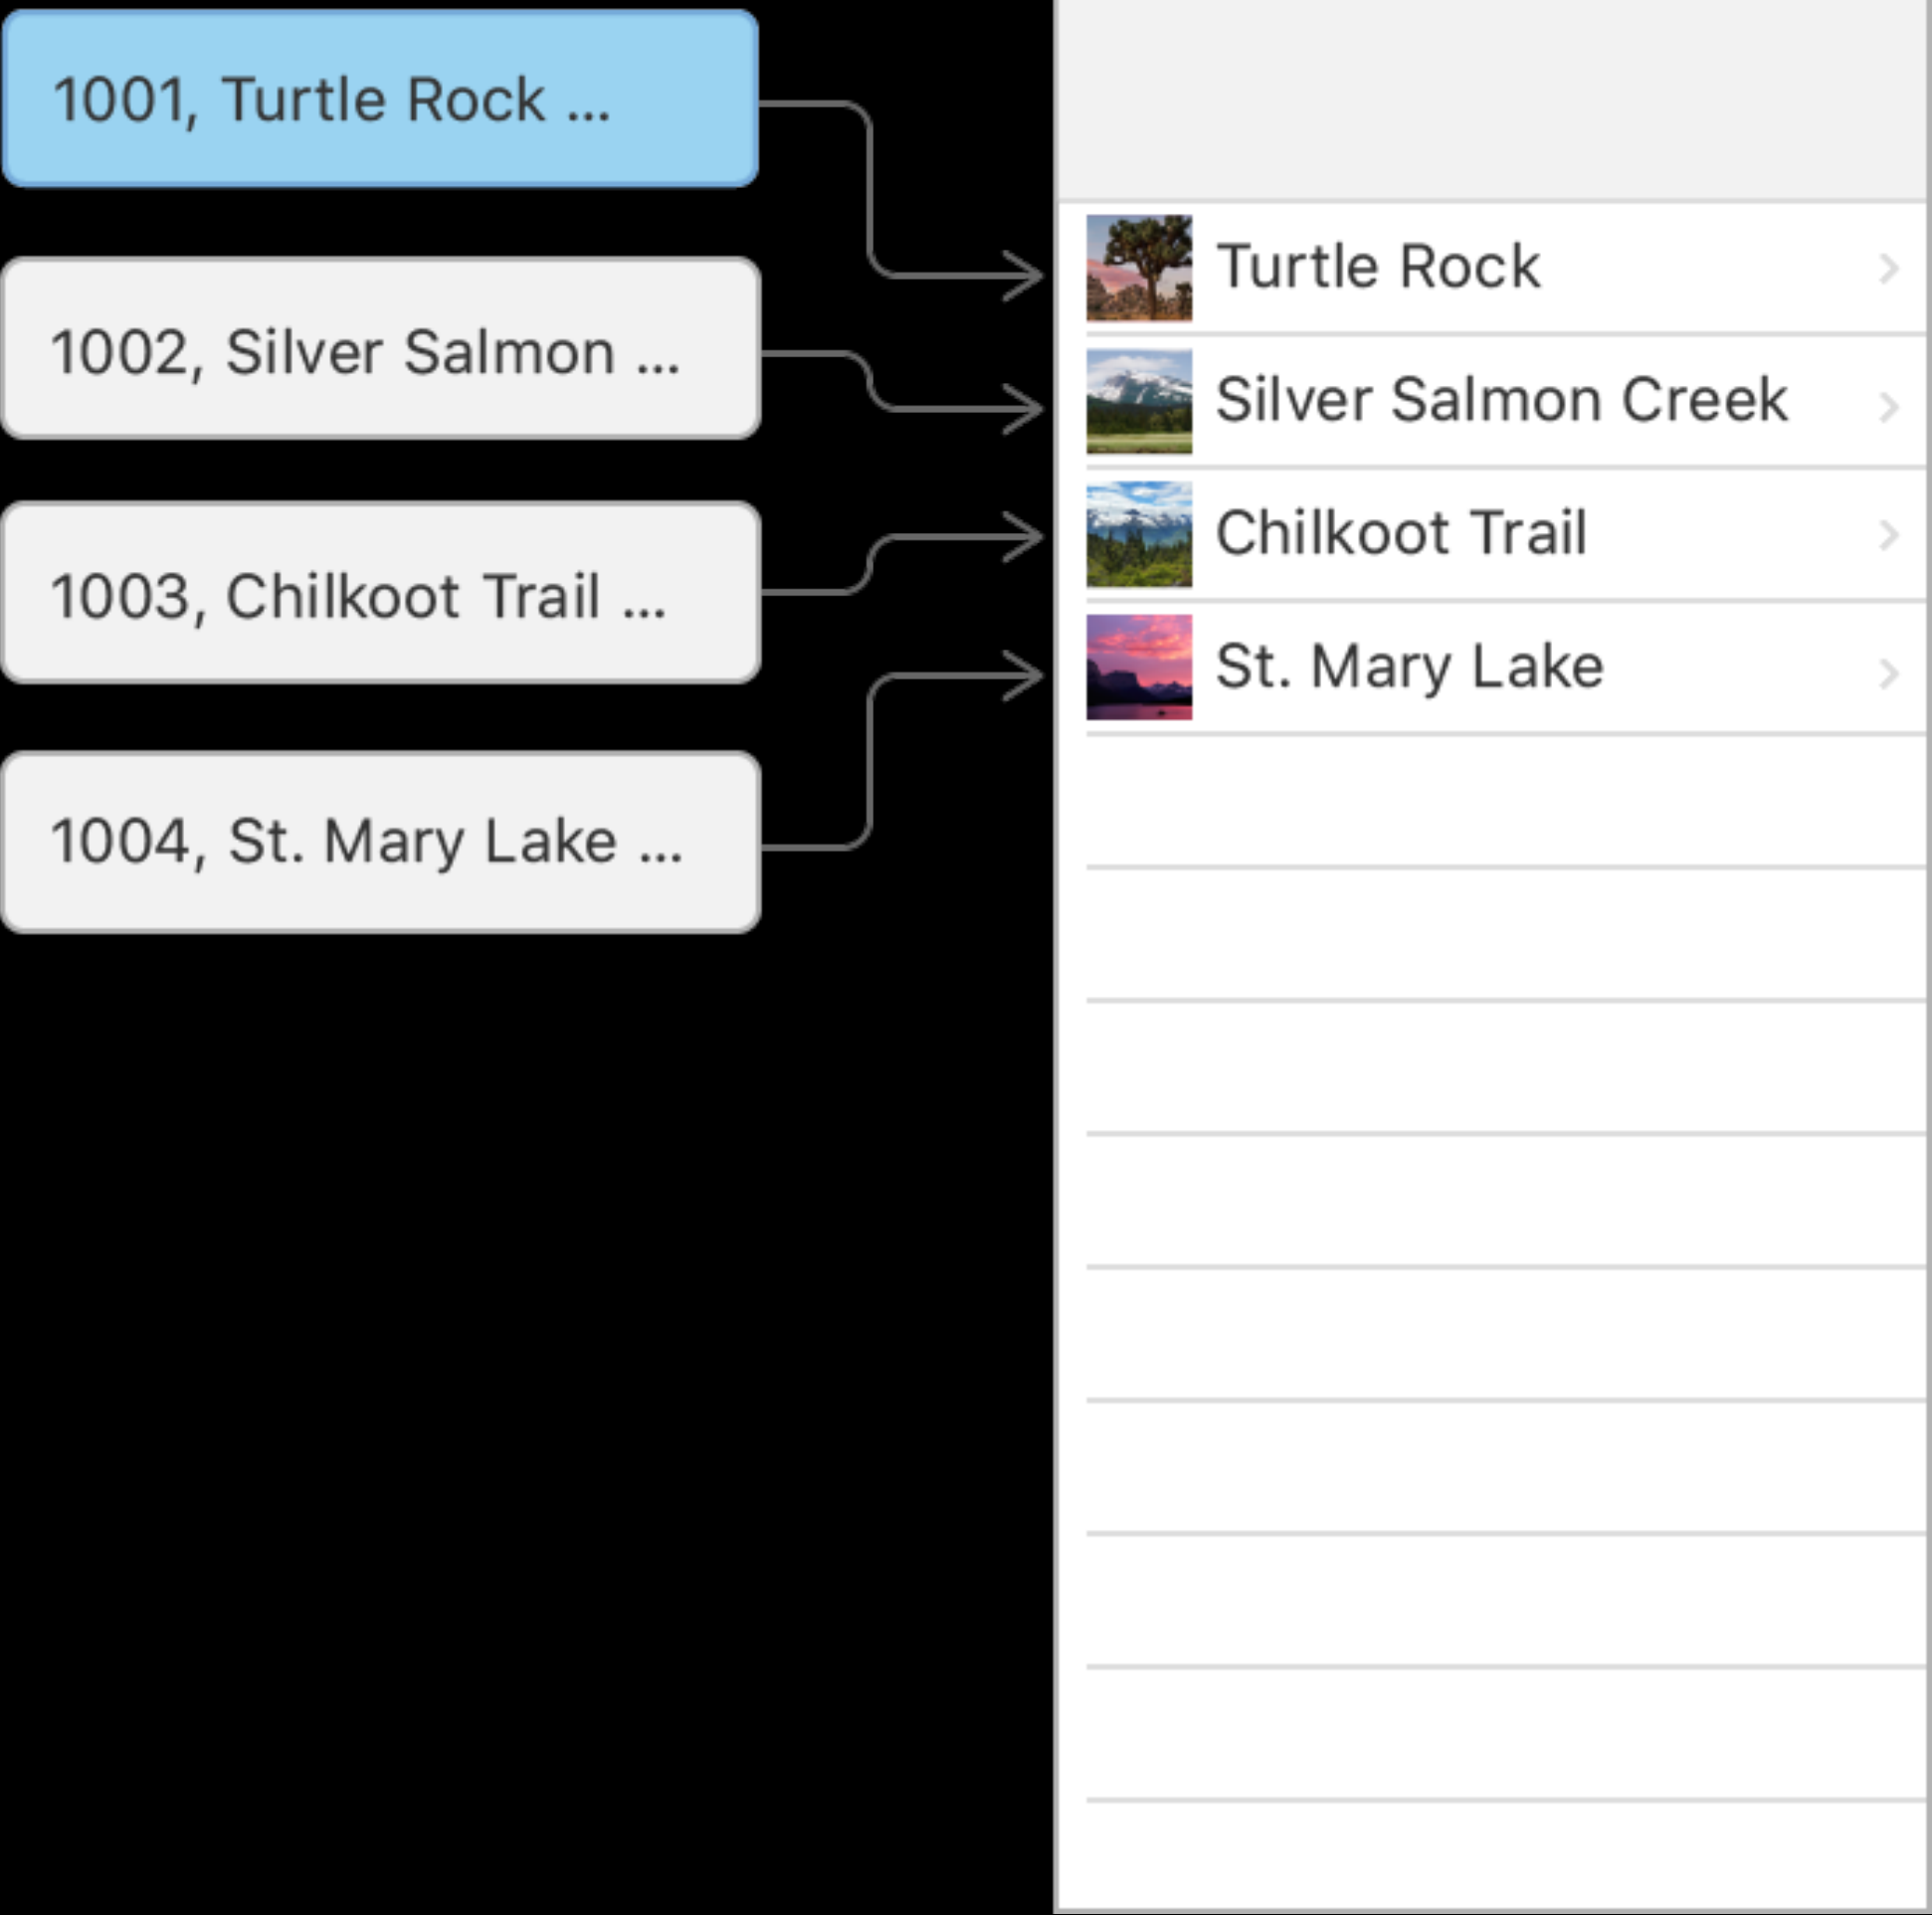 1001, Turtle Rock ...
1002, Silver Salmon ...
1003, Chilkoot Trail ...
1004, St. Mary Lake ...
Turtle Rock
Silver Salmon Creek
Chilkoot Trail
St. Mary Lake